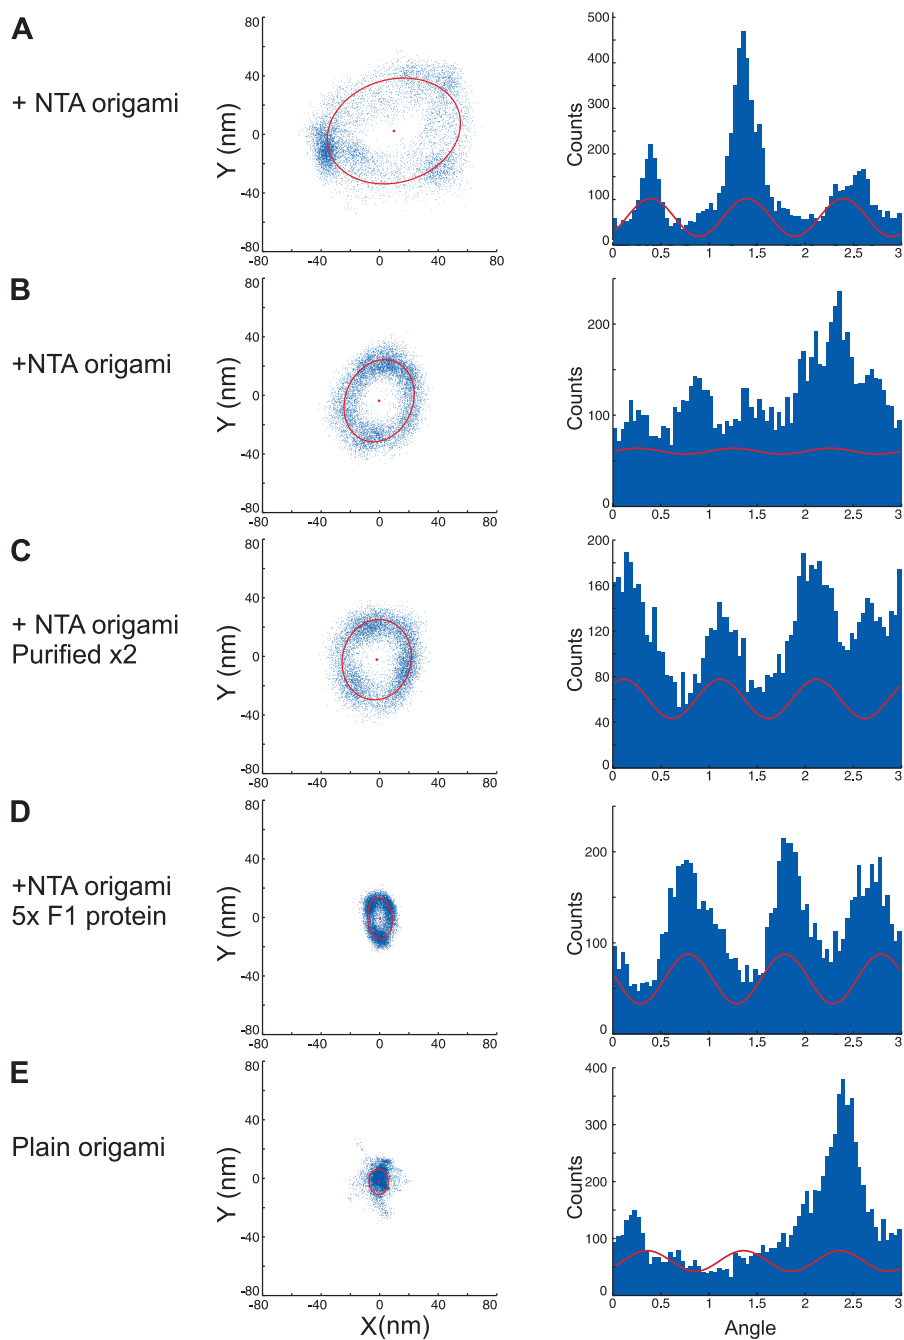 A
+ NTA origami
Y (nm)
80
40
0
-40
-80
-80 -40 0 40 80
Counts
500
400
300
200
100
0
0 0.5 1 1.5 2 2.5 3
B
+NTA origami
Y (nm)
80
40
0
-40
-80
-80 -40 0 40 80
Counts
200
100
0
0 0.5 1 1.5 2 2.5 3
C
+ NTA origami
Purified x2
Y (nm)
80
40
0
-40
-80
-80 -40 0 40 80
Counts
200
160
120
80
40
0
0 0.5 1 1.5 2 2.5 3
D
+NTA origami
5x F1 protein
Y (nm)
80
40
0
-40
-80
-80 -40 0 40 80
Counts
200
100
0
0 0.5 1 1.5 2 2.5 3
E
Plain origami
Y (nm)
80
40
0
-40
-80
-80 -40 0 40 80
X(nm)
Counts
400
300
200
100
0
0 0.5 1 1.5 2 2.5 3
Angle